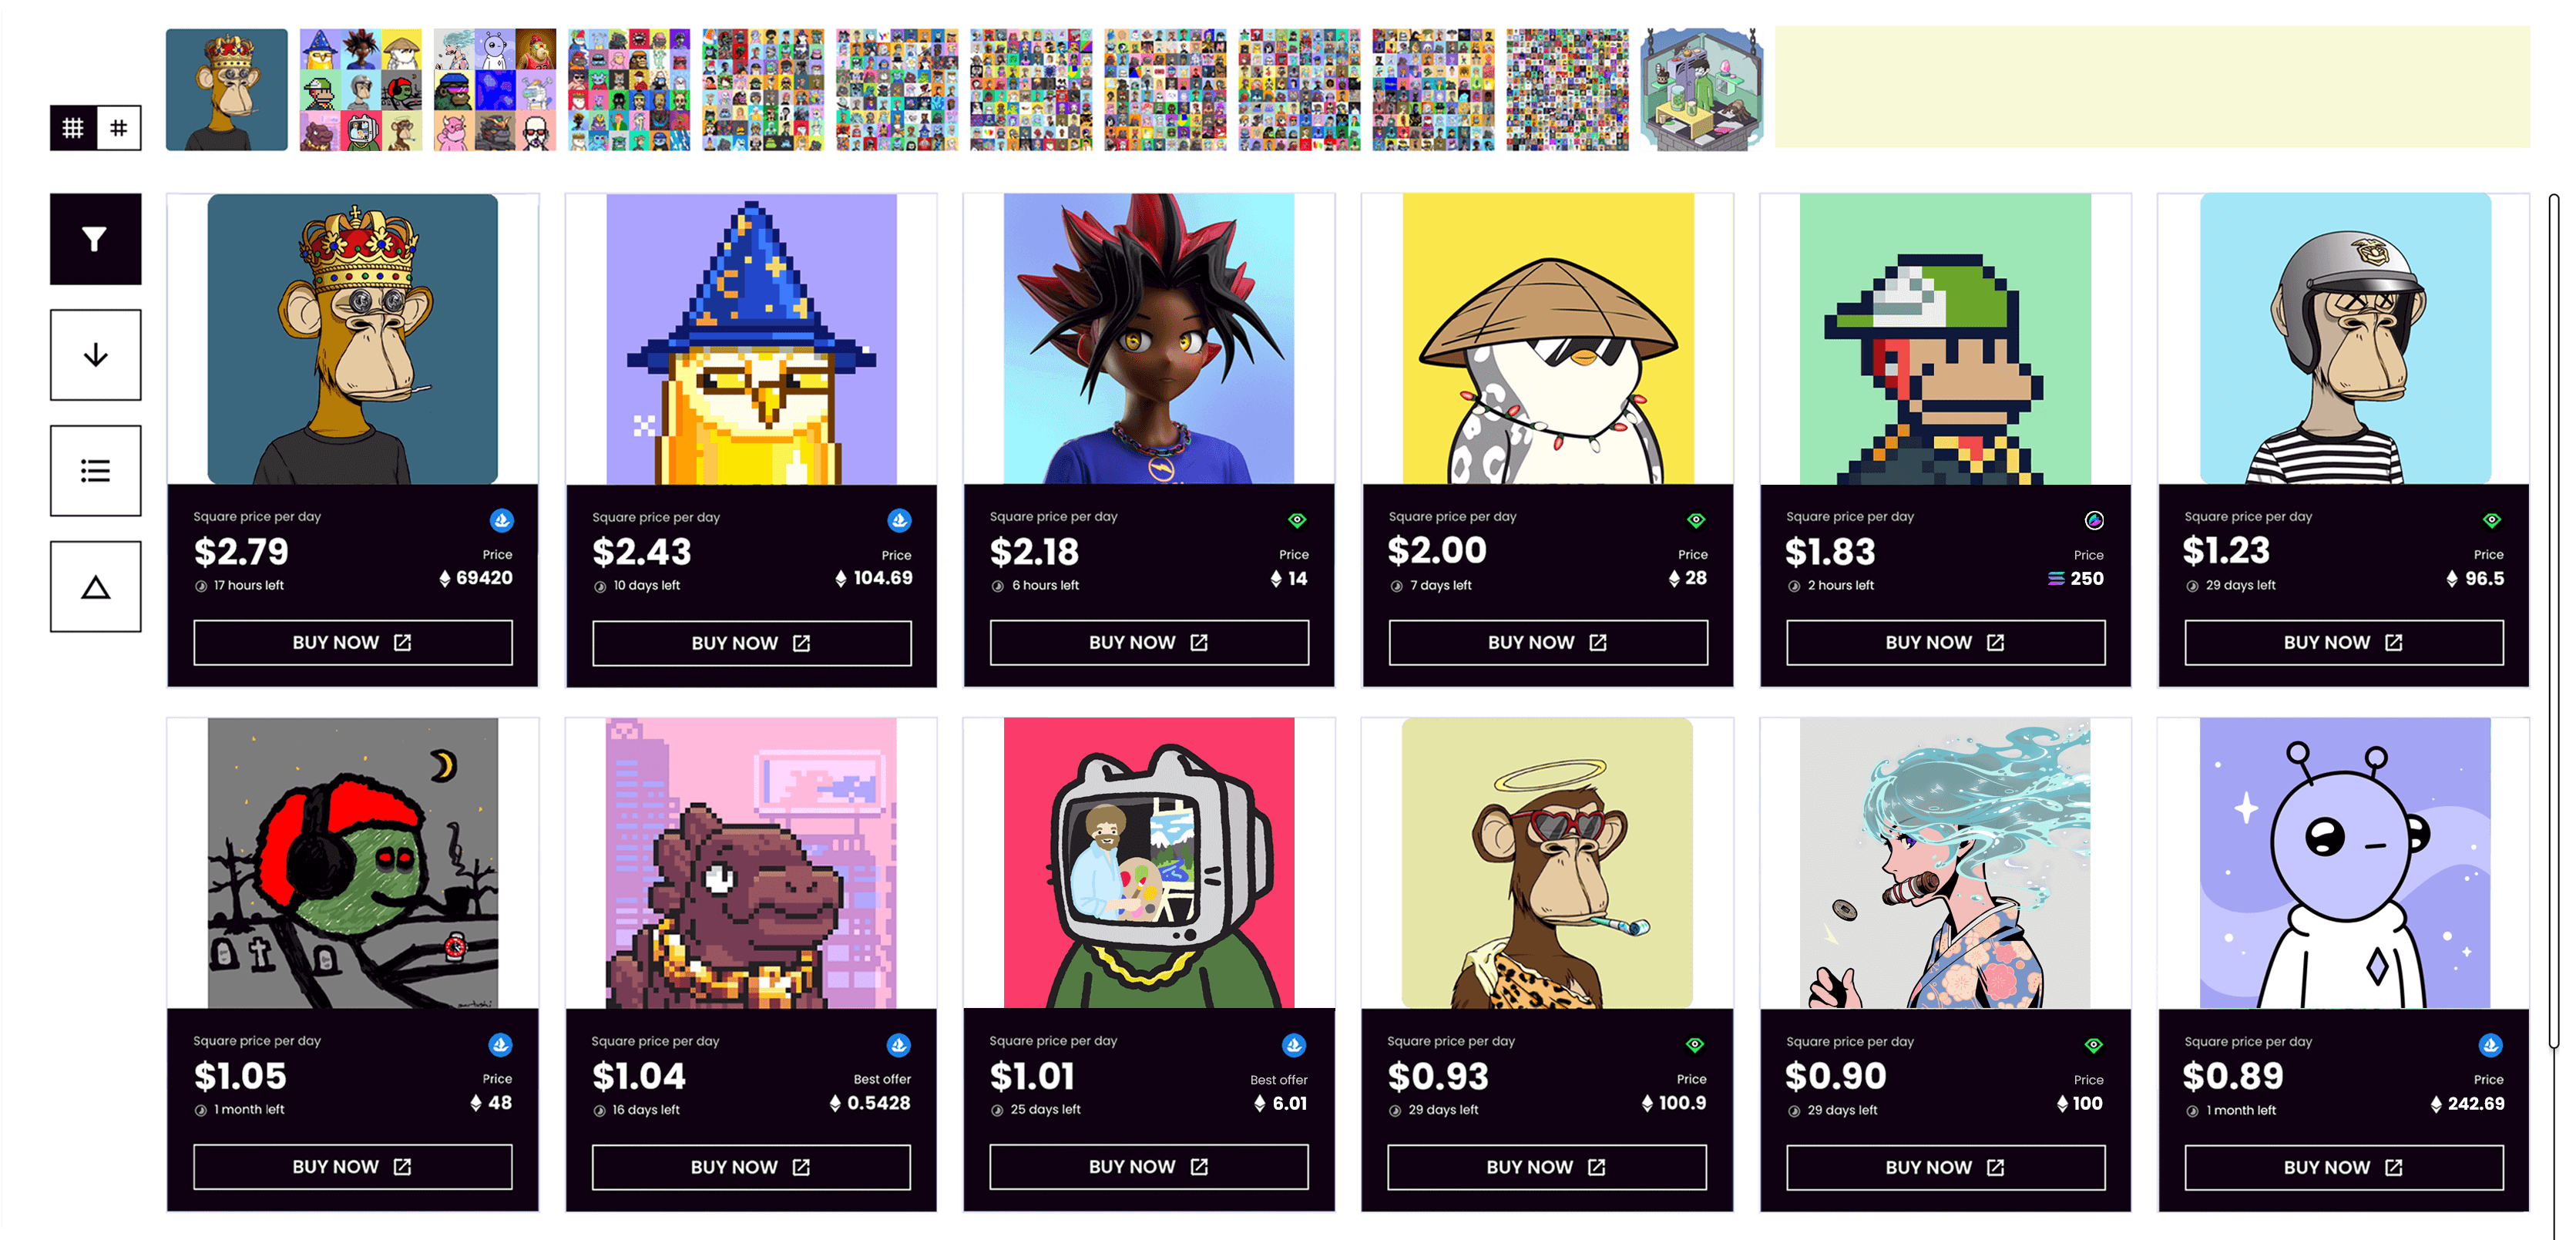 Square price per day
$2.79
Price
17 hours left
69420
BUY NOW
Square price per day
$2.43
Price
10 days left
104.69
BUY NOW
Square price per day
$2.18
Price
6 hours left
14
BUY NOW
Square price per day
$2.00
Price
7 days left
28
BUY NOW
Square price per day
$1.83
Price
2 hours left
250
BUY NOW
Square price per day
$1.23
Price
29 days left
96.5
BUY NOW
Square price per day
$1.05
Price
1 month left
48
BUY NOW
Square price per day
$1.04
Best offer
16 days left
0.5428
BUY NOW
Square price per day
$1.01
Best offer
25 days left
6.01
BUY NOW
Square price per day
$0.93
Price
29 days left
100.9
BUY NOW
Square price per day
$0.90
Price
29 days left
100
BUY NOW
Square price per day
$0.89
Price
1 month left
242.69
BUY NOW